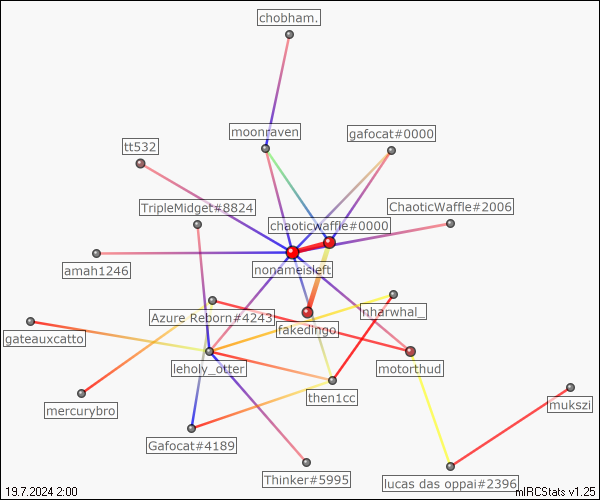 chobham.
moonraven
gafocat#0000
tt532
TripleMidget#8824
ChaoticWaffle#2006
chaoticwaffle#0000
amah1246
nonameisleft
nharwhal_
Azure Reborn#4243
fakedingo
gateauxcatto
leholy_otter
motorthud
then1cc
mukszi
mercurybro
Gafocat#4189
Thinker#5995
lucas das oppai#2396
19.7.2024 2:00
mIRCStats v1.25